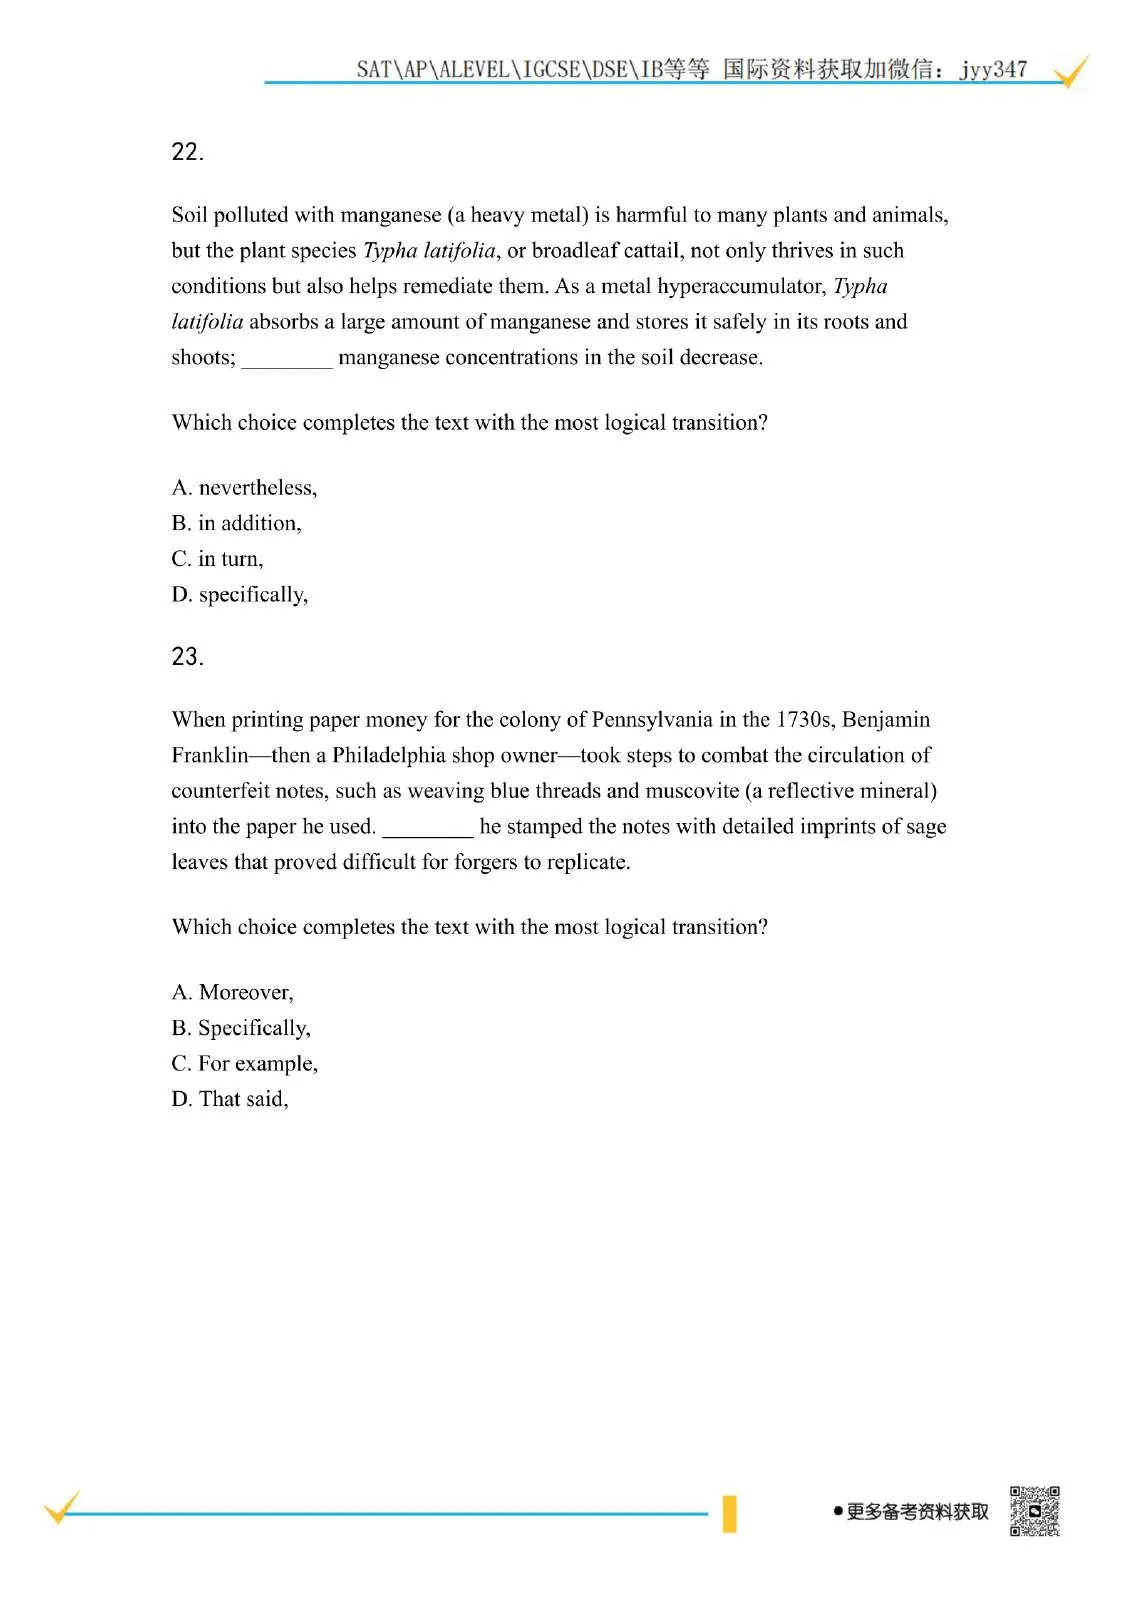 SAT\AP\ALEVEL\IGCSE\DSE\IB等等 国际资料获取加微信：jyy347
22.
Soil polluted with manganese (a heavy metal) is harmful to many plants and animals,
but the plant species Typha latifolia, or broadleaf cattail, not only thrives in such
conditions but also helps remediate them. As a metal hyperaccumulator, Typha
latifolia absorbs a large amount of manganese and stores it safely in its roots and
shoots; ________ manganese concentrations in the soil decrease.
Which choice completes the text with the most logical transition?
A. nevertheless,
B. in addition,
C. in turn,
D. specifically,
23.
When printing paper money for the colony of Pennsylvania in the 1730s, Benjamin
Franklin—then a Philadelphia shop owner—took steps to combat the circulation of
counterfeit notes, such as weaving blue threads and muscovite (a reflective mineral)
into the paper he used. ________ he stamped the notes with detailed imprints of sage
leaves that proved difficult for forgers to replicate.
Which choice completes the text with the most logical transition?
A. Moreover,
B. Specifically,
C. For example,
D. That said,
●更多备考资料获取